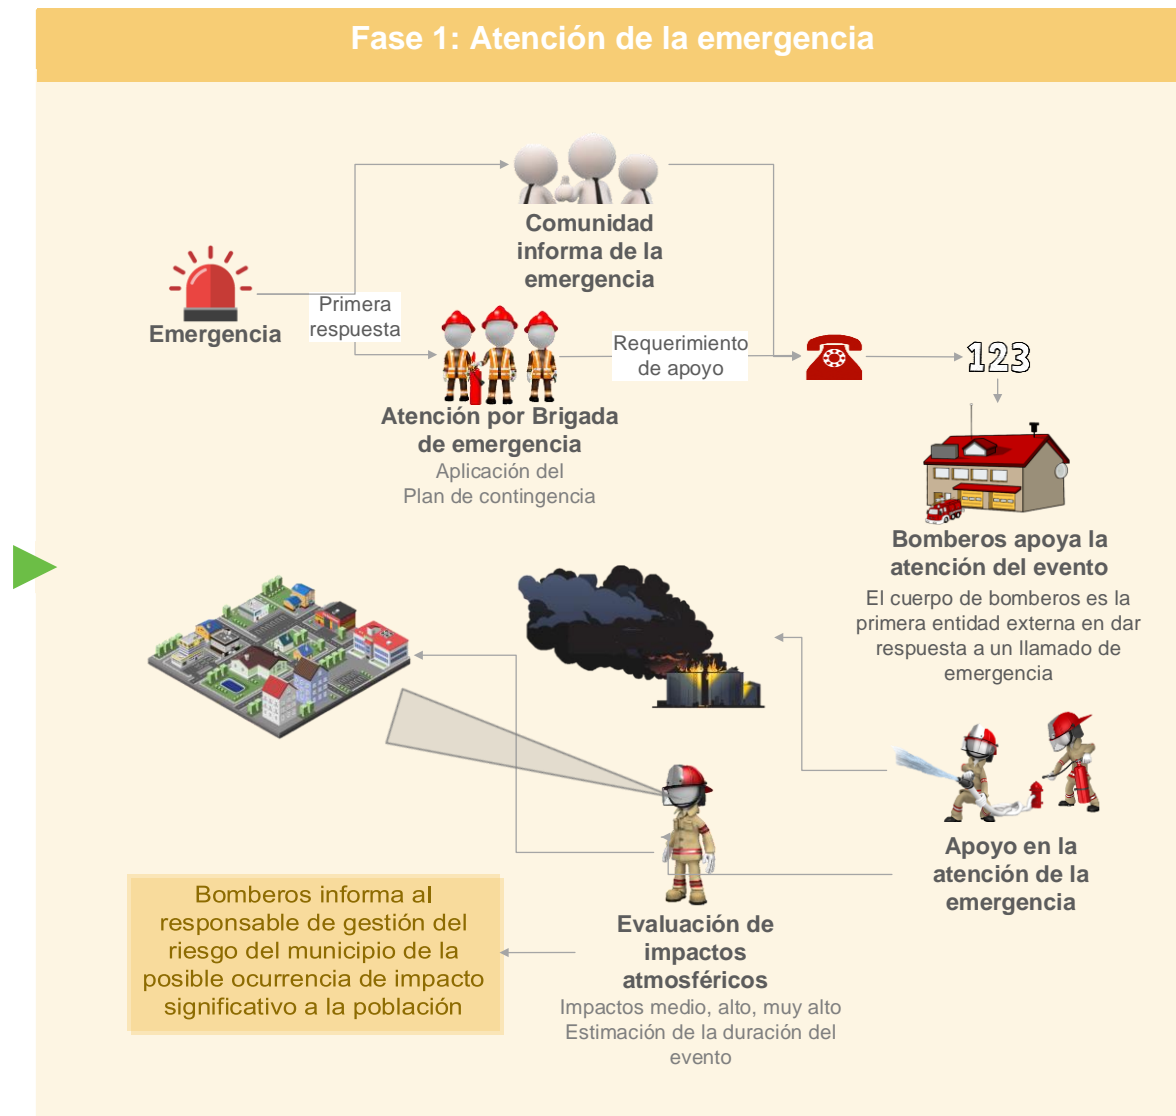 Fase 1: Atención de la emergencia
Comunidad
informa de la
emergencia
Emergencia
Primera
respuesta
Requerimiento
de apoyo
123
Atención por Brigada
de emergencia
Aplicación del
Plan de contingencia
Bomberos apoya la
atención del evento
El cuerpo de bomberos es la
primera entidad externa en dar
respuesta a un llamado de
emergencia
Apoyo en la
atención de la
emergencia
Evaluación de
impactos
atmosféricos
Impactos medio, alto, muy alto
Estimación de la duración del
evento
Bomberos informa al
responsable de gestión del
riesgo del municipio de la
posible ocurrencia de impacto
significativo a la población